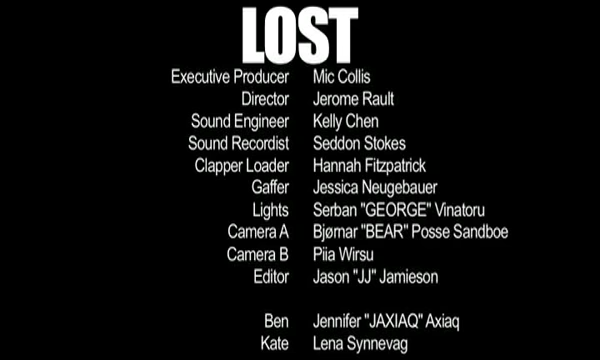 LOST
Executive Producer Mic Collis
Director Jerome Rault
Sound Engineer Kelly Chen
Sound Recordist Seddon Stokes
Clapper Loader Hannah Fitzpatrick
Gaffer Jessica Neugebauer
Lights Serban "GEORGE" Vinatoru
Camera A Bjørnar "BEAR" Posse Sandboe
Camera B Piia Wirsu
Editor Jason "JJ" Jamieson
Ben Jennifer "JAXIAQ" Axiaq
Kate Lena Synnevag